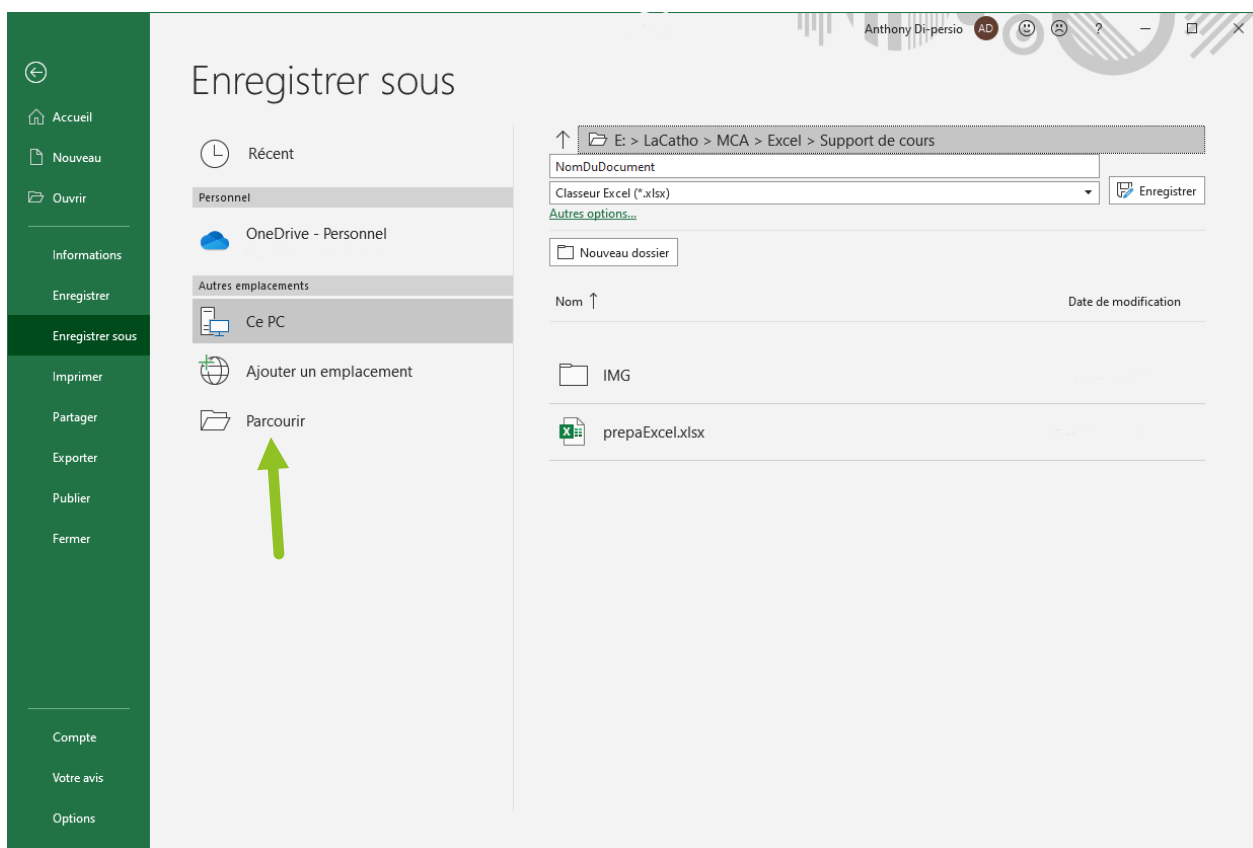 Anthony Di-persio AD ?
Enregistrer sous
Accueil
Nouveau
Ouvrir
Informations
Enregistrer
Enregistrer sous
Imprimer
Partager
Exporter
Publier
Fermer
Compte
Votre avis
Options
Récent
Personnel
OneDrive - Personnel
Autres emplacements
Ce PC
Ajouter un emplacement
Parcourir
E: > LaCatho > MCA > Excel > Support de cours
NomDuDocument
Classeur Excel (*.xlsx)
Enregistrer
Autres options...
Nouveau dossier
Nom ↑ Date de modification
IMG
prepaExcel.xlsx